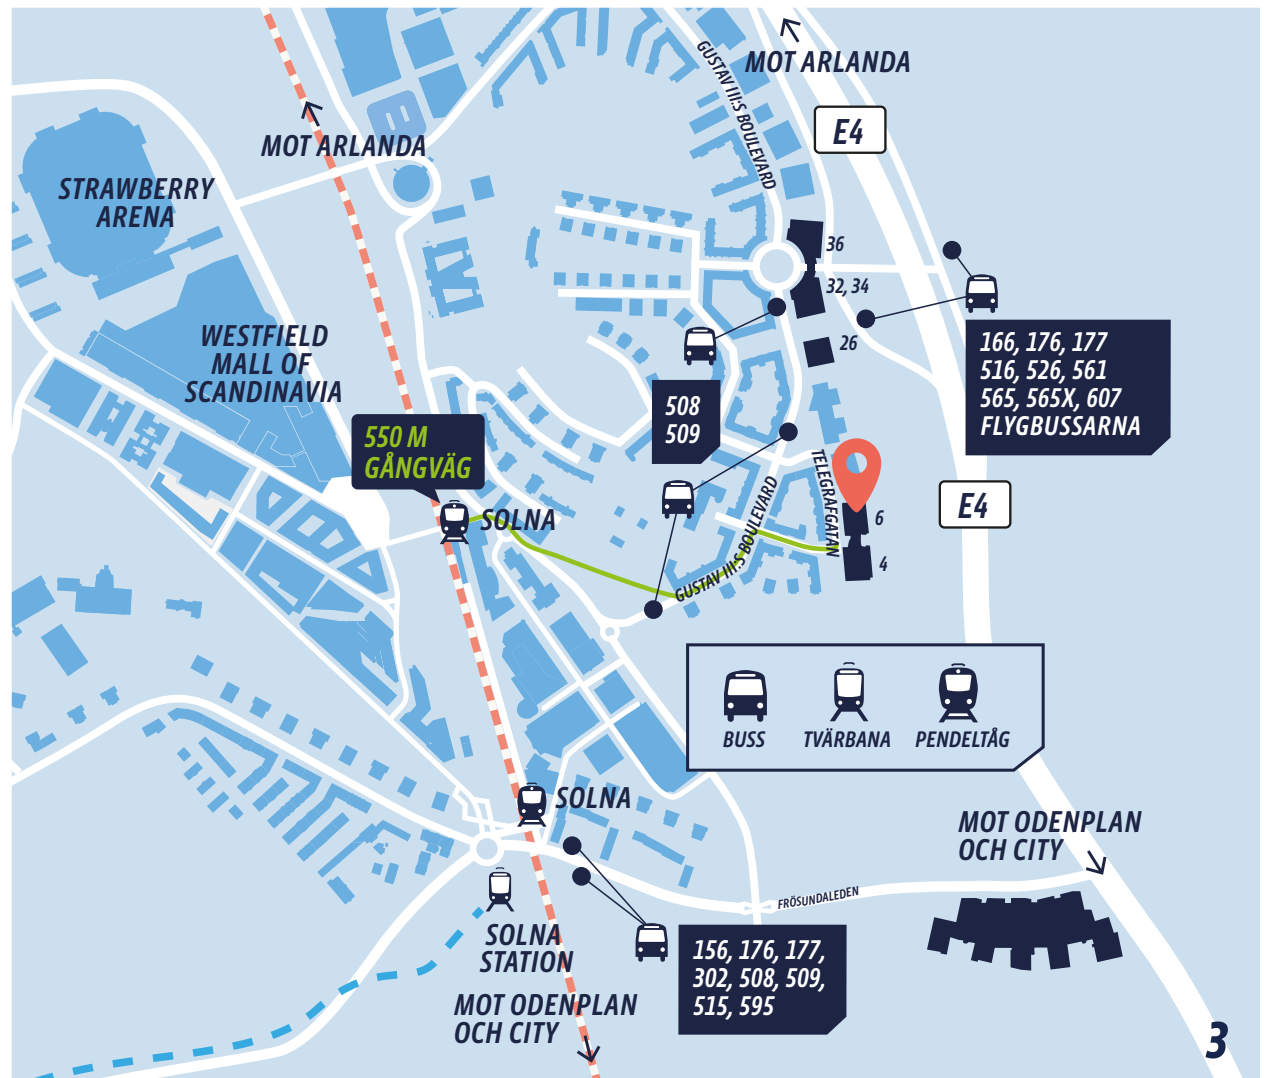 GUSTAV III:S BOULEVARD
MOT ARLANDA
E4
MOT ARLANDA
STRAWBERRY
ARENA
36
32, 34
26
WESTFIELD
MALL OF
SCANDINAVIA
166, 176, 177
516, 526, 561
565, 565X, 607
FLYGBUSSARNA
508
509
550 M
GÅNGVÄG
SOLNA
TELEGRAFGATAN
GUSTAV III:S BOULEVARD
6
4
E4
BUSS
TVÄRBANA
PENDELTÅG
SOLNA
MOT ODENPLAN
OCH CITY
FRÖSUNDALEDEN
SOLNA
STATION
156, 176, 177,
302, 508, 509,
515, 595
MOT ODENPLAN
OCH CITY
3